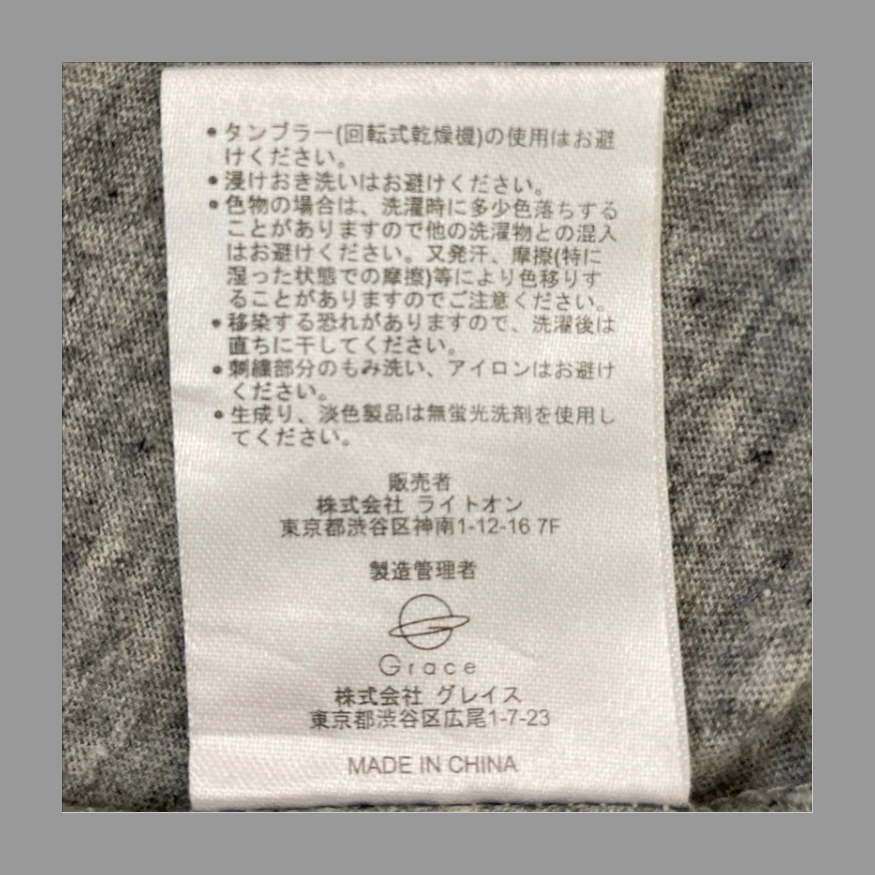 •タンブラー(回転式乾燥機)の使用はお避
けください。
•浸けおき洗いはお避けください。
•色物の場合は、洗濯時に多少色落ちする
ことがありますので他の洗濯物との混入
はお避けください。又発汗、摩擦(特に
湿った状態での摩擦)等により色移りす
ることがありますのでご注意ください。
•移染する恐れがありますので、洗濯後は
直ちに干してください。
•刺繍部分のもみ洗い、アイロンはお避け
ください。
•生成り、淡色製品は無蛍光洗剤を使用し
てください。
販売者
株式会社 ライトオン
東京都渋谷区神南1-12-16 7F
製造管理者
Grace
株式会社 グレイス
東京都渋谷区広尾1-7-23
MADE IN CHINA